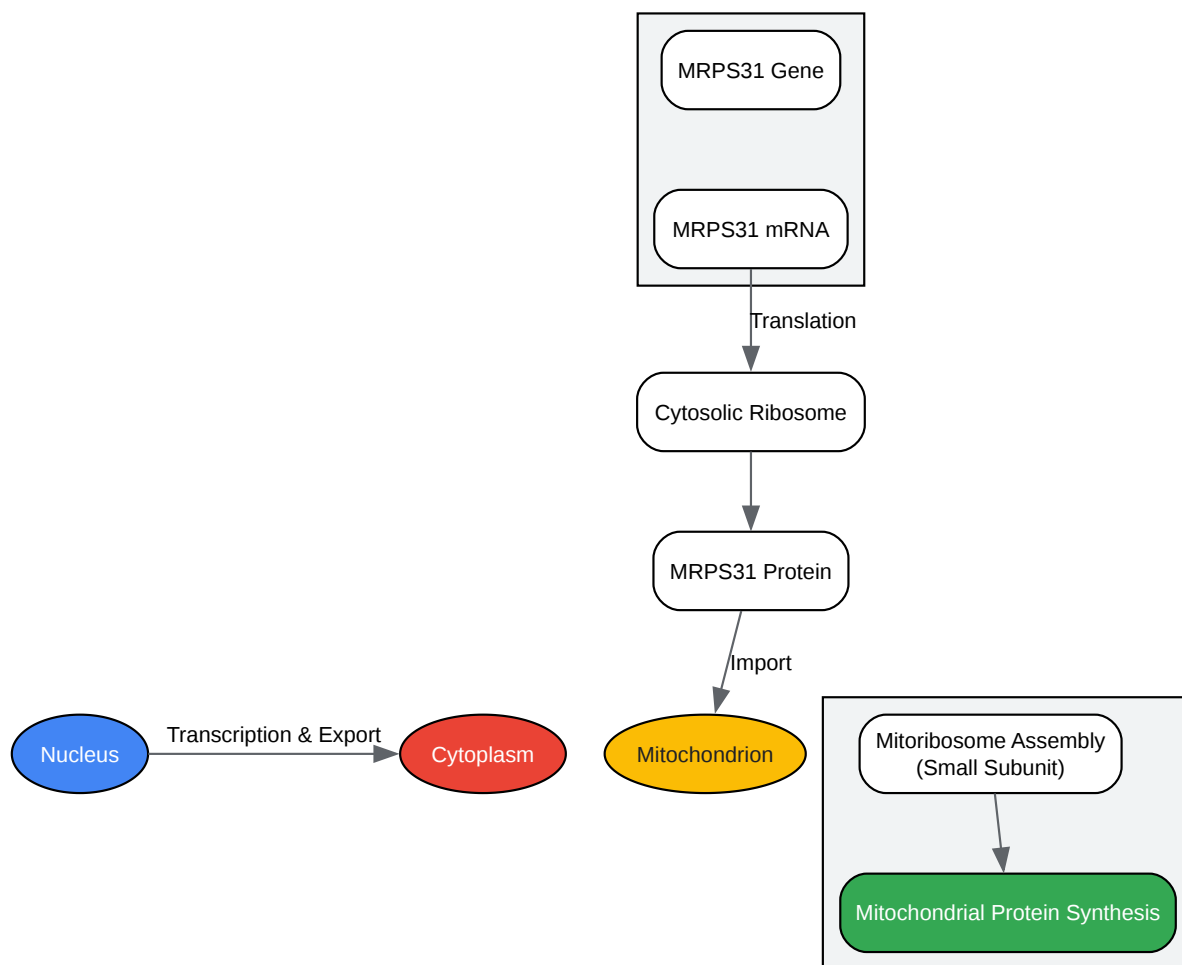 MRPS31 Gene
MRPS31 mRNA
Translation
Cytosolic Ribosome
MRPS31 Protein
Import
Nucleus
Transcription & Export
Cytoplasm
Mitochondrion
Mitoribosome Assembly
(Small Subunit)
Mitochondrial Protein Synthesis